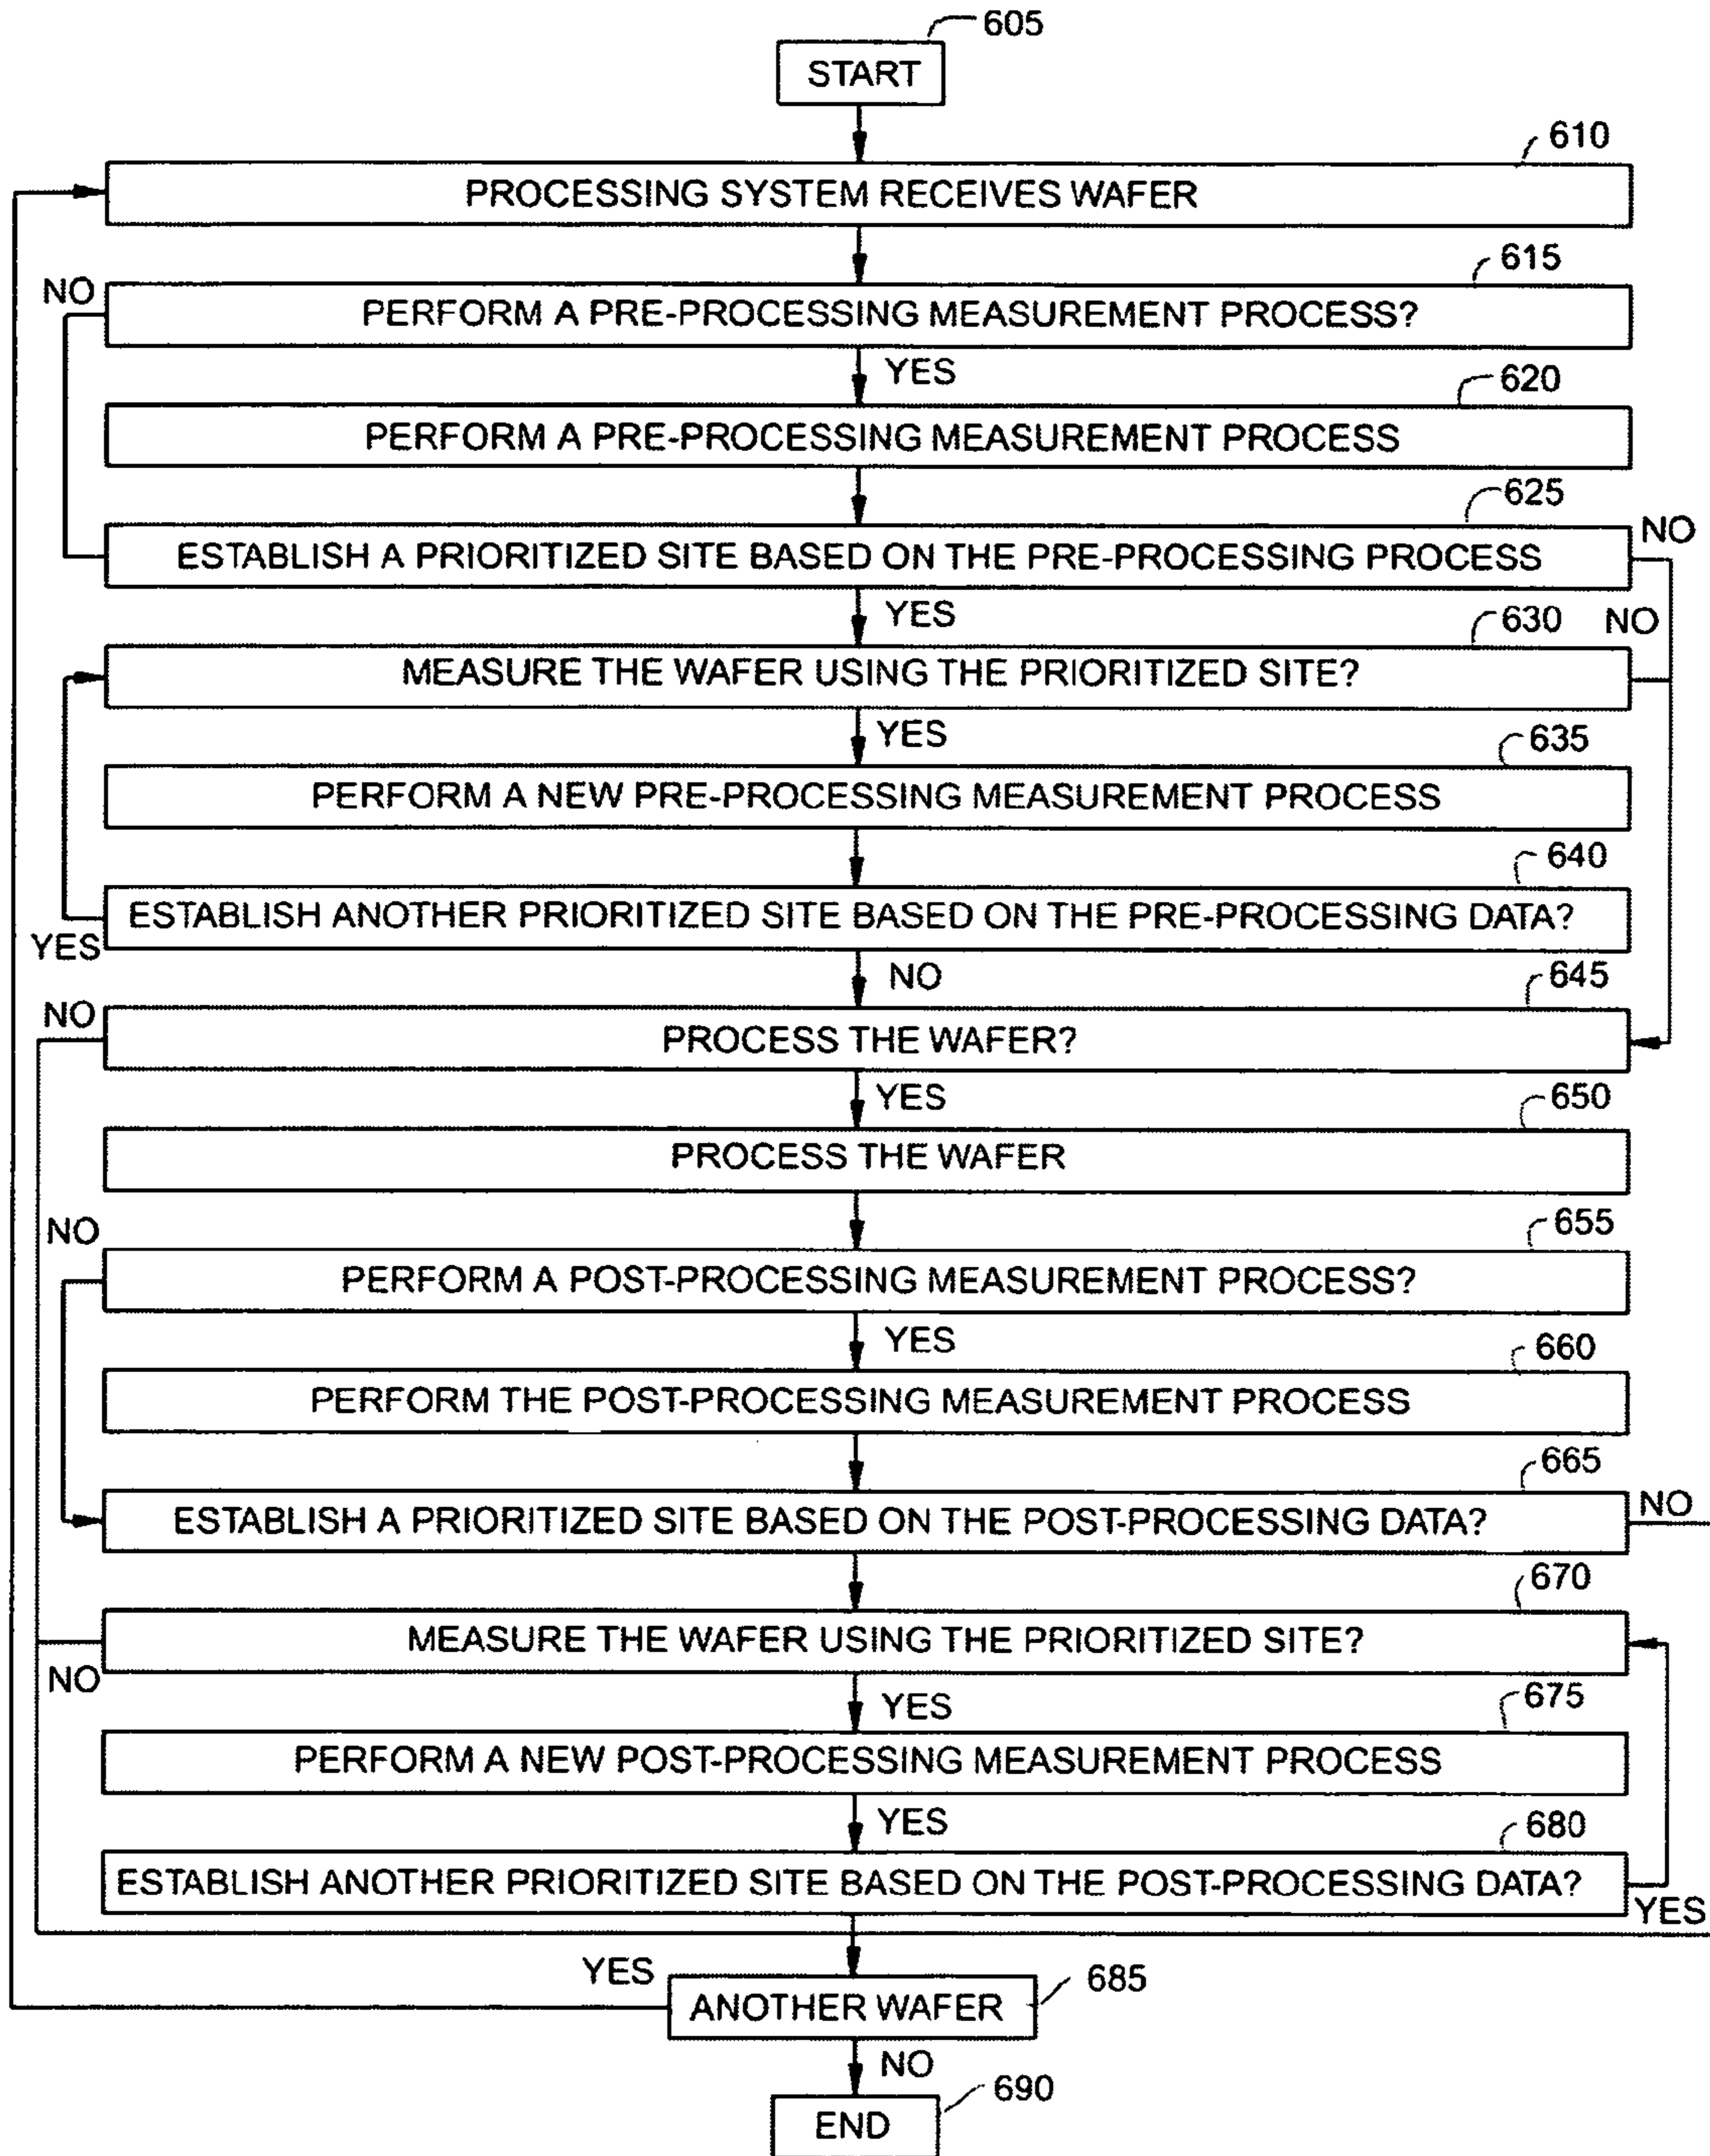 605
START
610
PROCESSING SYSTEM RECEIVES WAFER
615
NO
PERFORM A PRE-PROCESSING MEASUREMENT PROCESS?
YES
620
PERFORM A PRE-PROCESSING MEASUREMENT PROCESS
625
NO
ESTABLISH A PRIORITIZED SITE BASED ON THE PRE-PROCESSING PROCESS
YES
630
NO
MEASURE THE WAFER USING THE PRIORITIZED SITE?
YES
635
PERFORM A NEW PRE-PROCESSING MEASUREMENT PROCESS
640
ESTABLISH ANOTHER PRIORITIZED SITE BASED ON THE PRE-PROCESSING DATA?
YES
NO
645
NO
PROCESS THE WAFER?
YES
650
PROCESS THE WAFER
655
NO
PERFORM A POST-PROCESSING MEASUREMENT PROCESS?
YES
660
PERFORM THE POST-PROCESSING MEASUREMENT PROCESS
665
NO
ESTABLISH A PRIORITIZED SITE BASED ON THE POST-PROCESSING DATA?
670
MEASURE THE WAFER USING THE PRIORITIZED SITE?
NO
YES
675
PERFORM A NEW POST-PROCESSING MEASUREMENT PROCESS
YES
680
ESTABLISH ANOTHER PRIORITIZED SITE BASED ON THE POST-PROCESSING DATA?
YES
YES
685
ANOTHER WAFER
NO
690
END